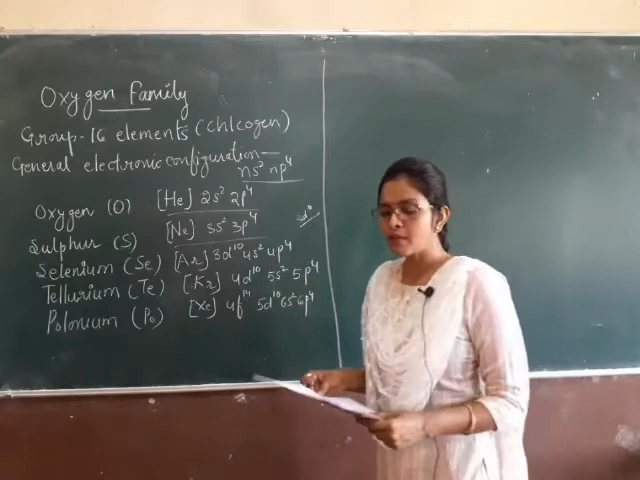 Oxygen family
Group-16 elements (Chlcogen)
General electronic configuration—
ns² np⁴
Oxygen (O) [He] 2s² 2p⁴
Sulphur (S) [Ne] 3s² 3p⁴
3d¹⁰
Selenium (Se) [Ar] 3d¹⁰ 4s² 4p⁴
Tellurium (Te) [Kr] 4d¹⁰ 5s² 5p⁴
Polonium (Po) [Xe] 4f¹⁴ 5d¹⁰ 6s² 6p⁴